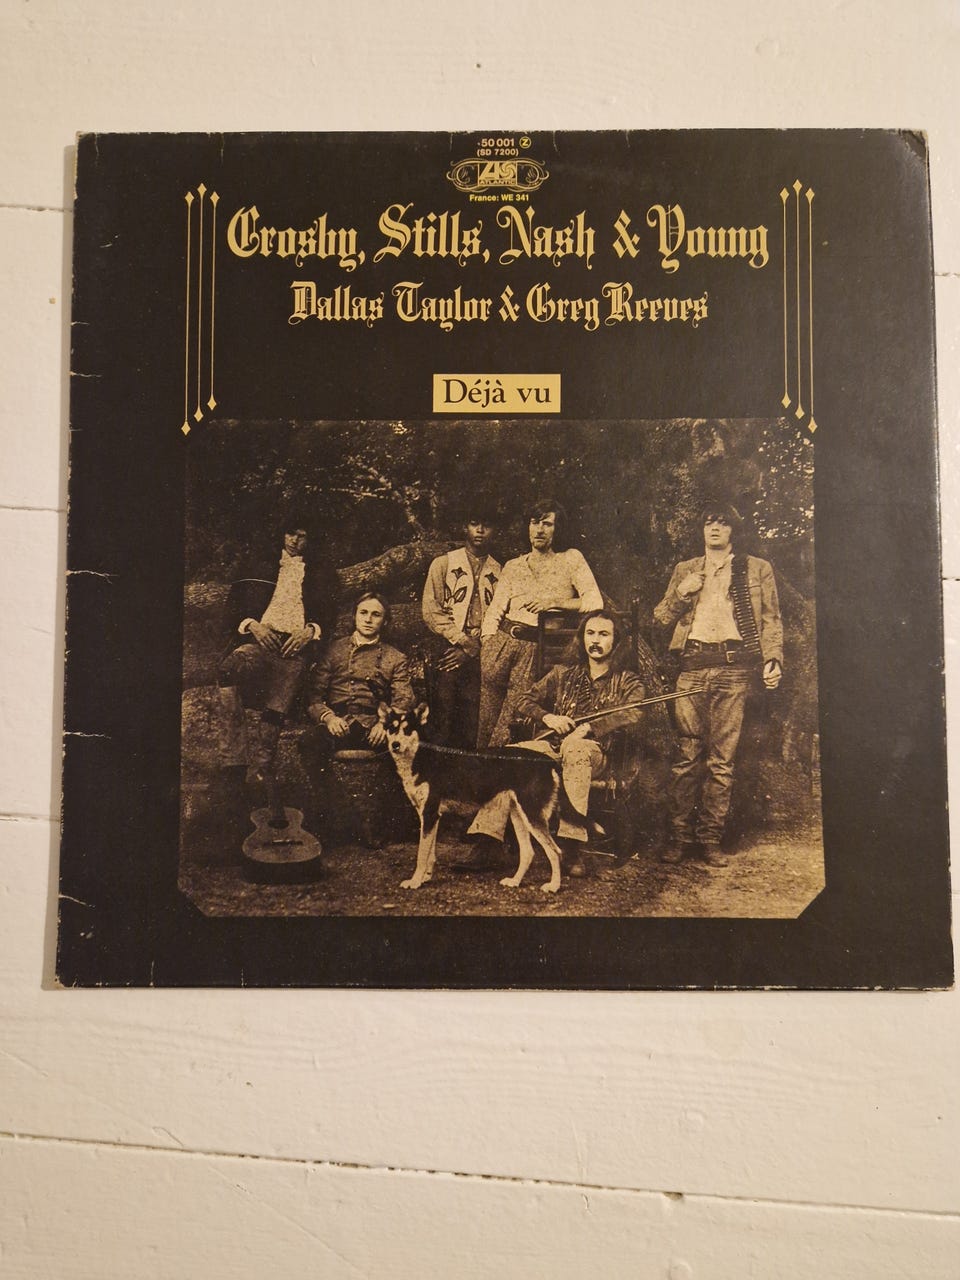 50 001 Z
(SD 7200)
ATLANTIC
France: WE 341
Crosby, Stills, Nash & Young
Dallas Taylor & Greg Reeves
Déjà vu